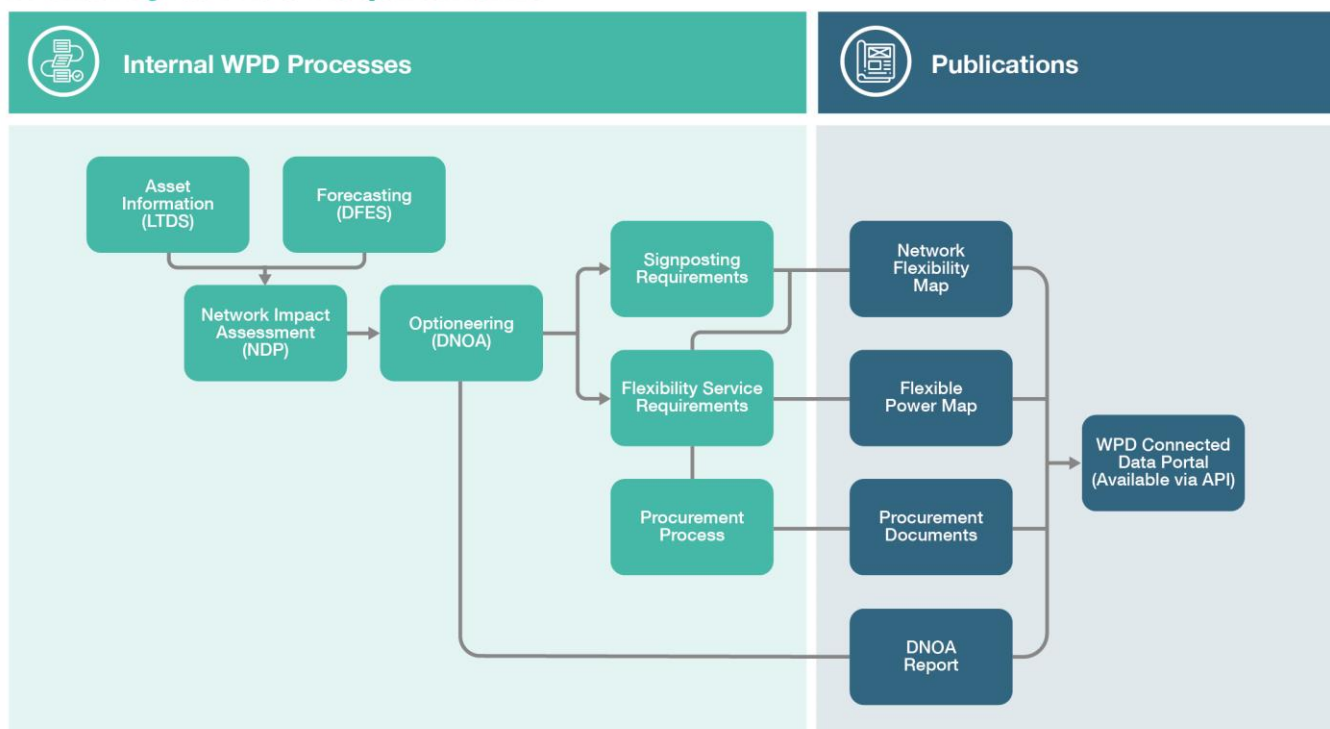 Internal WPD Processes
Publications
Asset
Information
(LTDS)
Forecasting
(DFES)
Network Impact
Assessment
(NDP)
Optioneering
(DNOA)
Signposting
Requirements
Flexibility Service
Requirements
Procurement
Process
Network
Flexibility
Map
Flexible
Power Map
Procurement
Documents
DNOA
Report
WPD Connected
Data Portal
(Available via API)